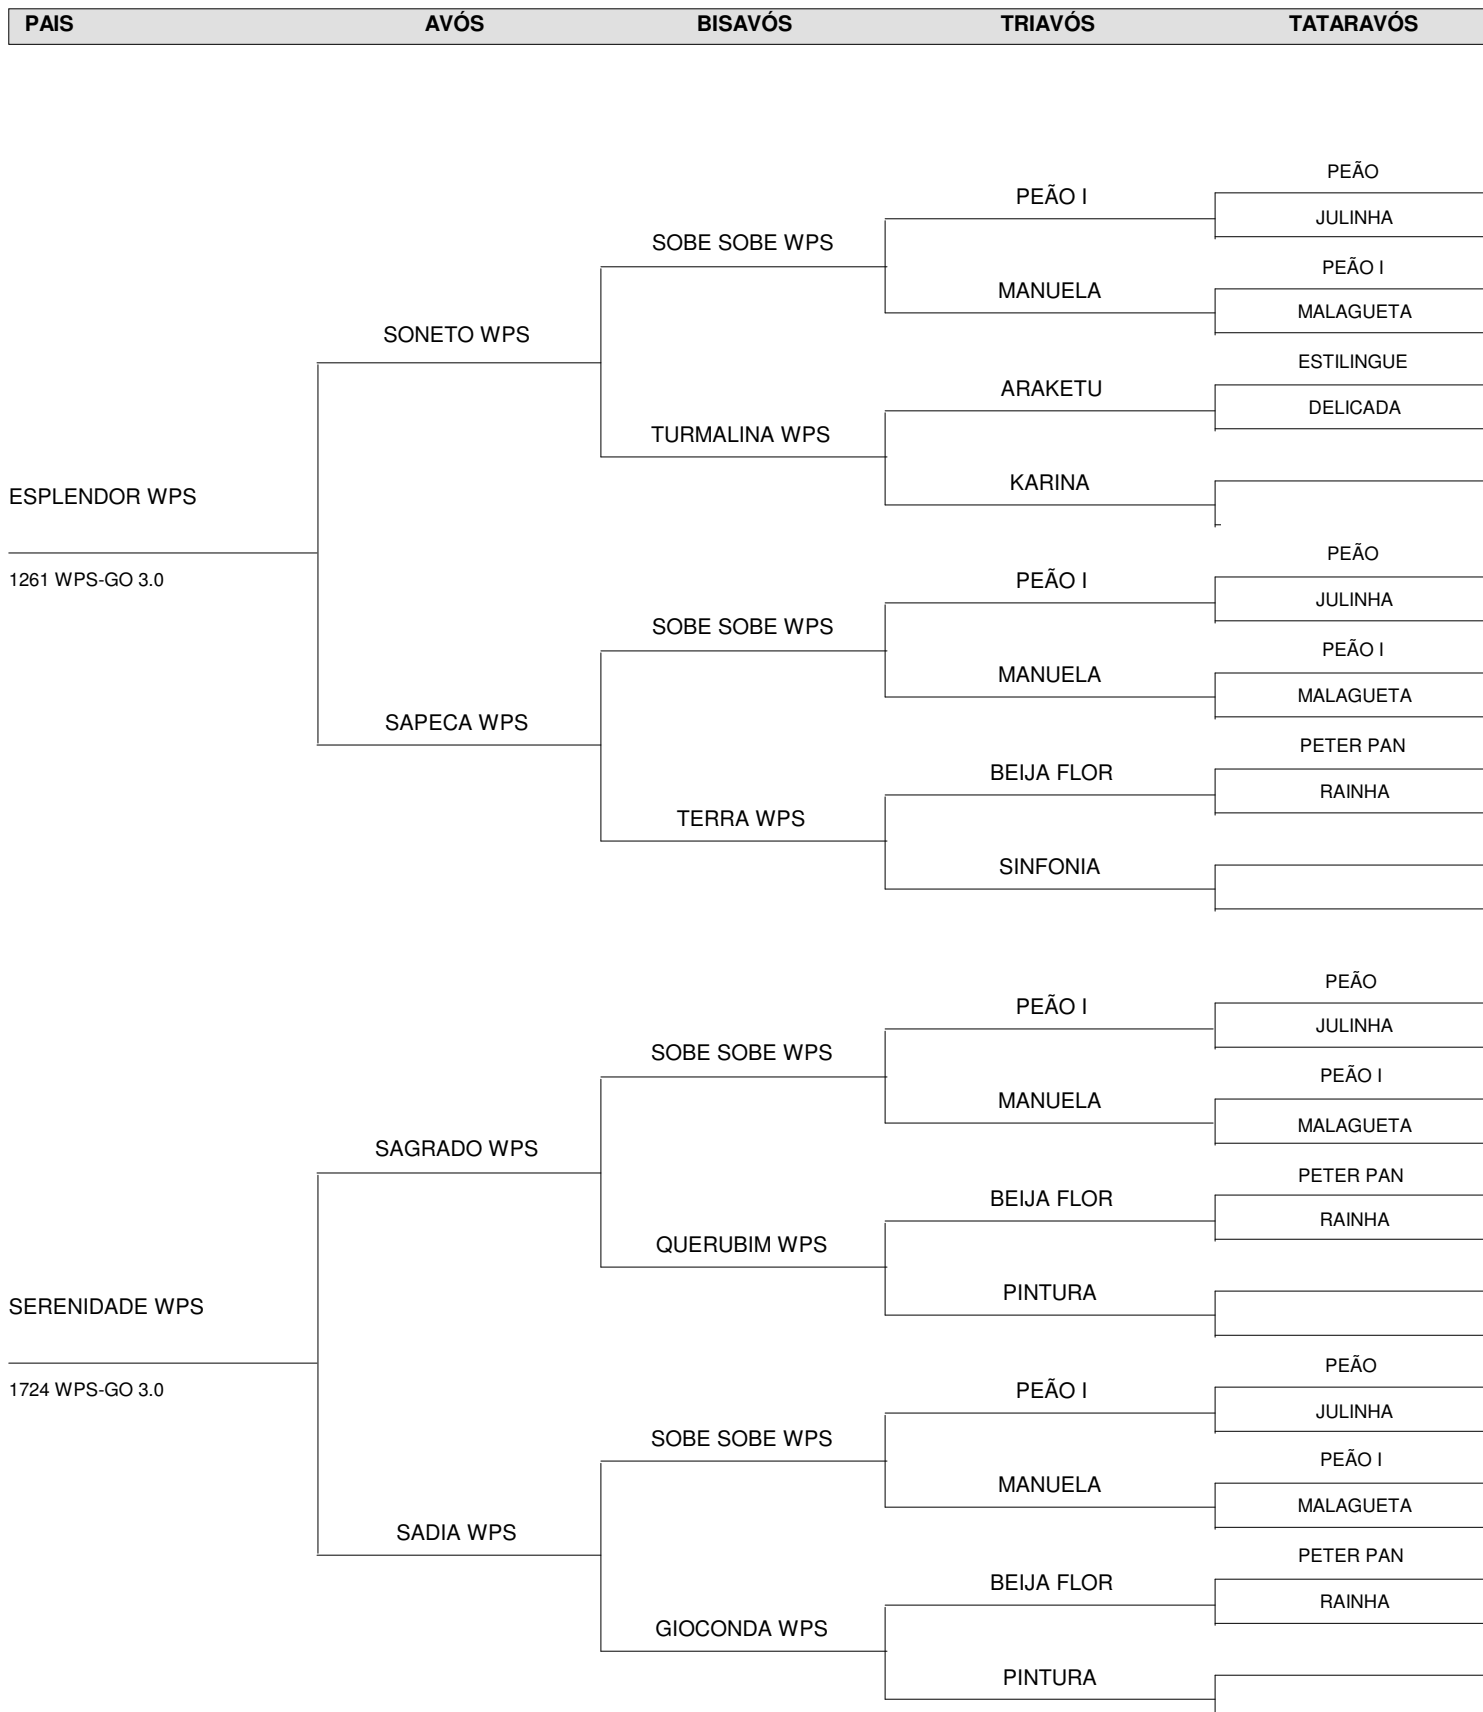 PAIS AVÓS BISAVÓS TRIAVÓS TATARAVÓS
PEÃO
PEÃO I
JULINHA
SOBE SOBE WPS
PEÃO I
MANUELA
MALAGUETA
SONETO WPS
ESTILINGUE
ARAKETU
DELICADA
TURMALINA WPS
KARINA
ESPLENDOR WPS
PEÃO
1261 WPS-GO 3.0
PEÃO I
JULINHA
SOBE SOBE WPS
PEÃO I
MANUELA
MALAGUETA
SAPECA WPS
PETER PAN
BEIJA FLOR
RAINHA
TERRA WPS
SINFONIA
PEÃO
PEÃO I
JULINHA
SOBE SOBE WPS
PEÃO I
MANUELA
MALAGUETA
SAGRADO WPS
PETER PAN
BEIJA FLOR
RAINHA
QUERUBIM WPS
PINTURA
SERENIDADE WPS
PEÃO
1724 WPS-GO 3.0
PEÃO I
JULINHA
SOBE SOBE WPS
PEÃO I
MANUELA
MALAGUETA
SADIA WPS
PETER PAN
BEIJA FLOR
RAINHA
GIOCONDA WPS
PINTURA